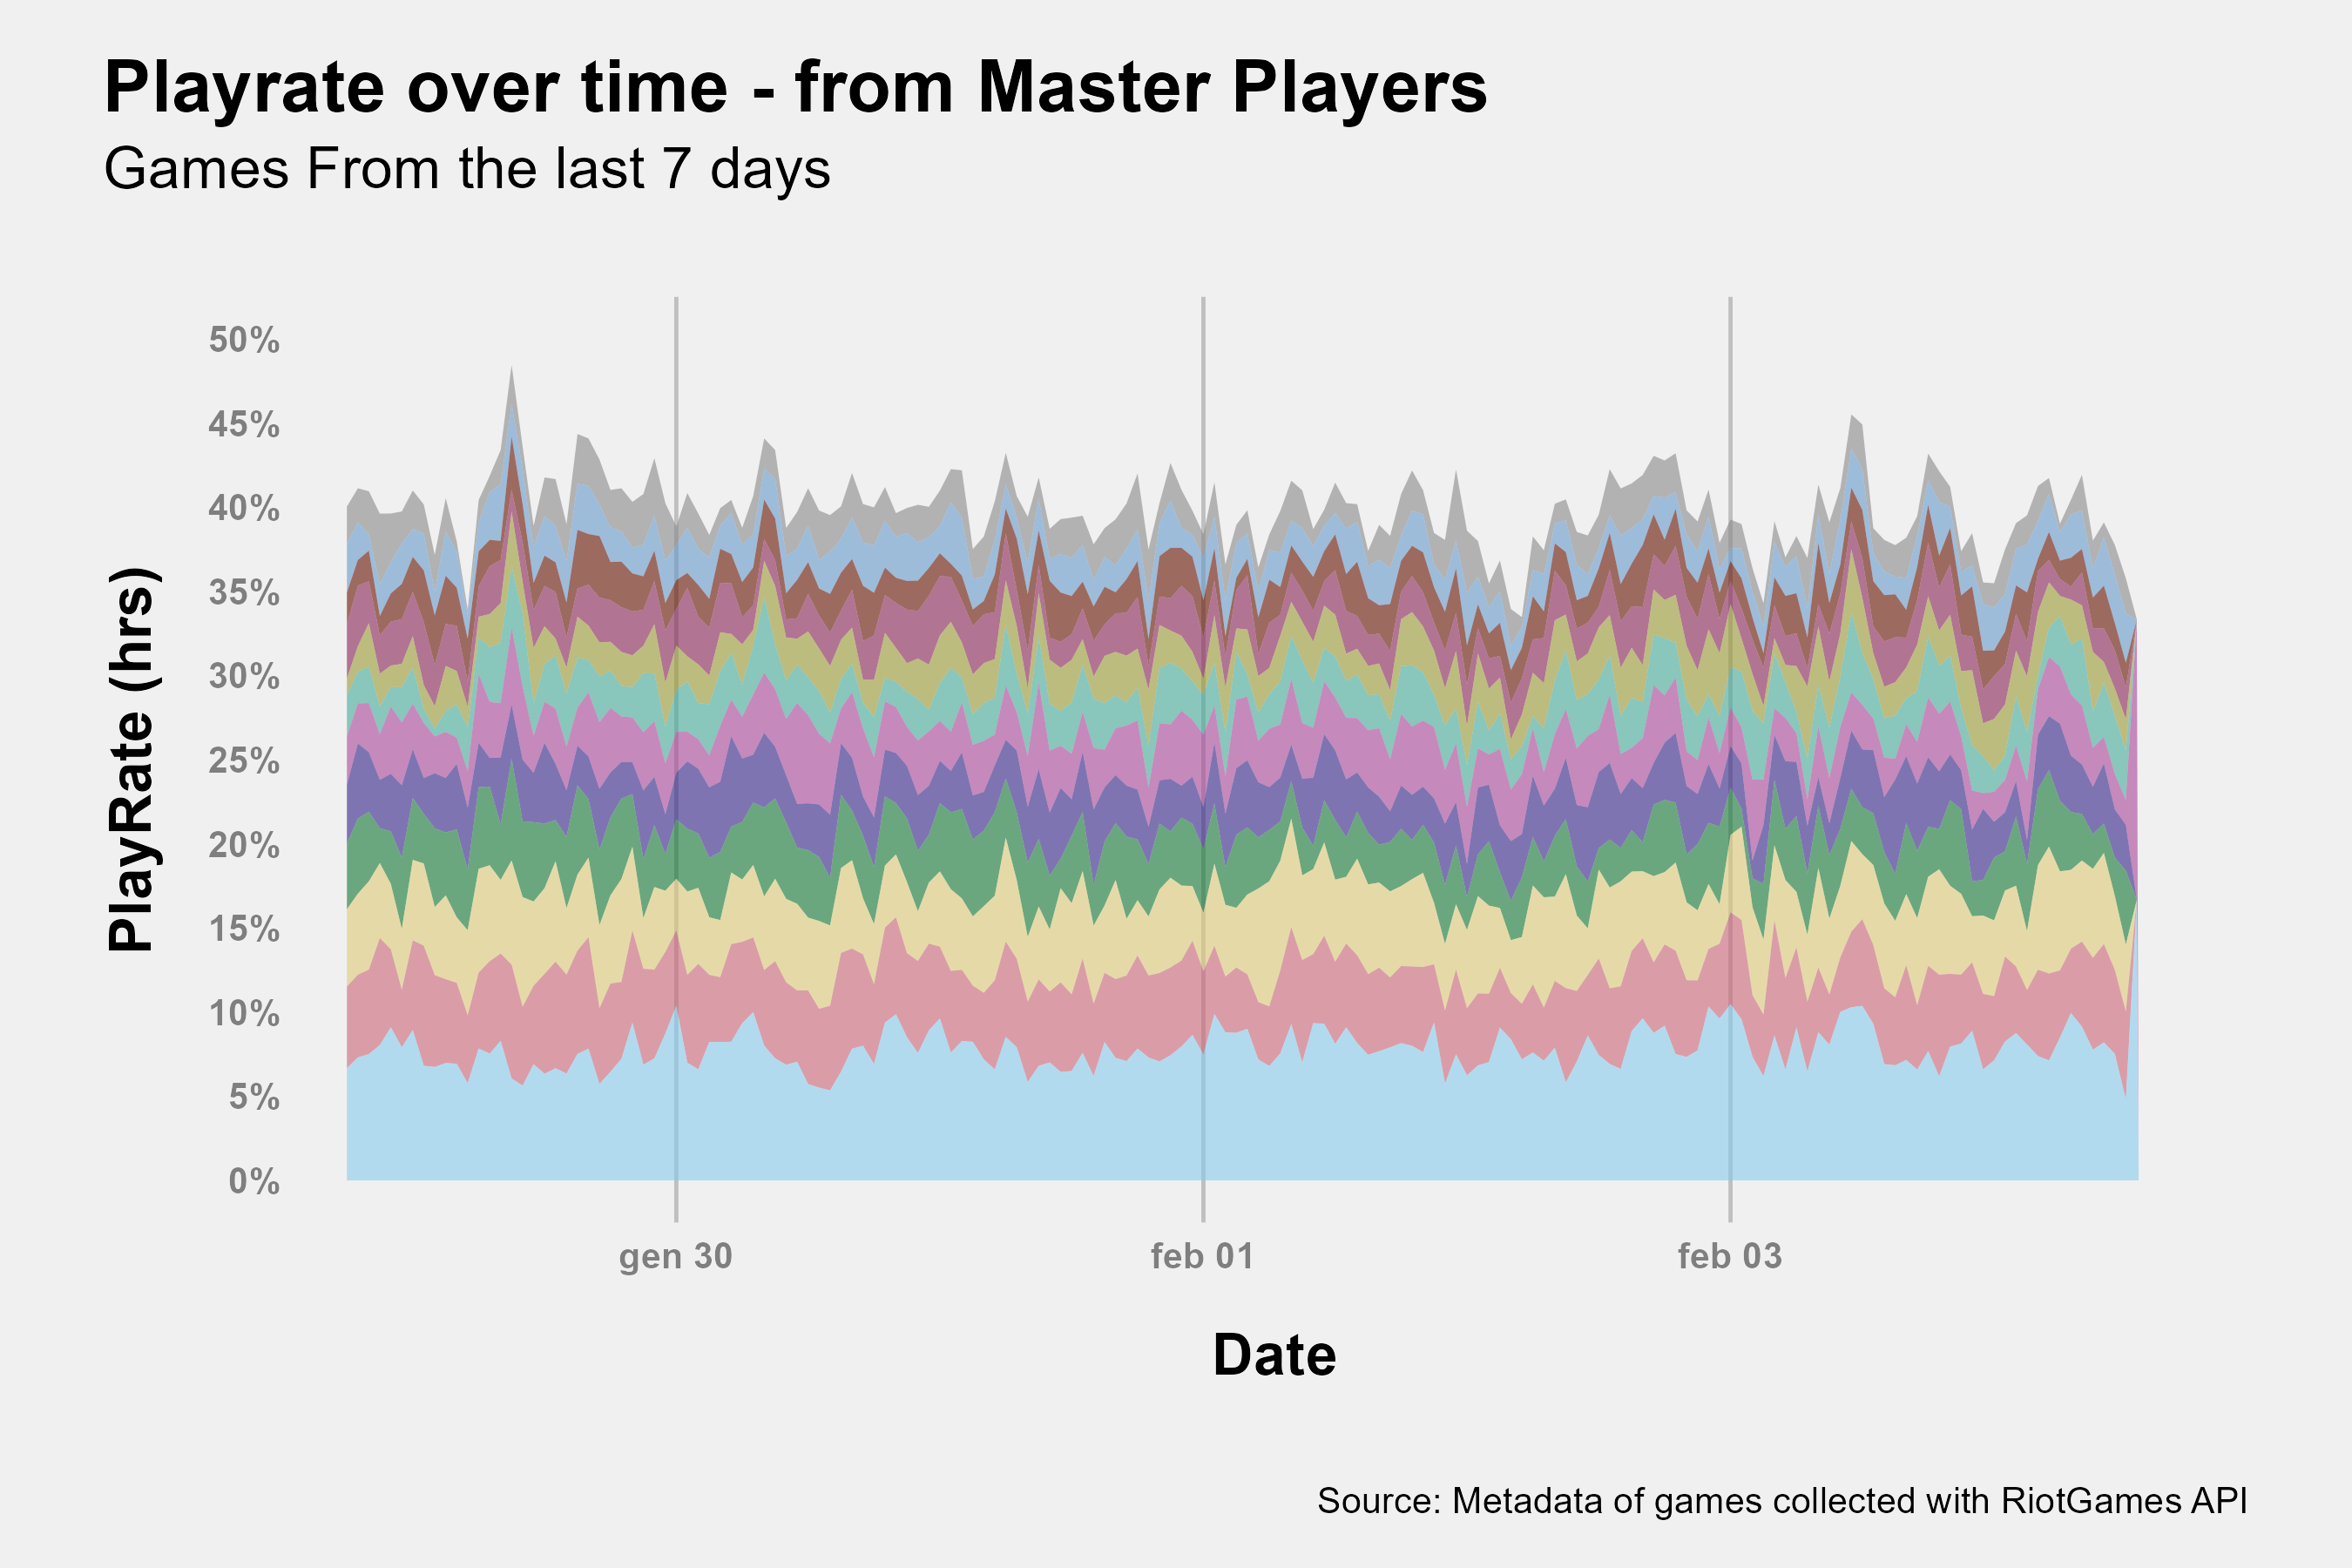 Playrate over time - from Master Players
Games From the last 7 days
PlayRate (hrs)
50%
45%
40%
35%
30%
25%
20%
15%
10%
5%
0%
gen 30
feb 01
feb 03
Date
Source: Metadata of games collected with RiotGames API